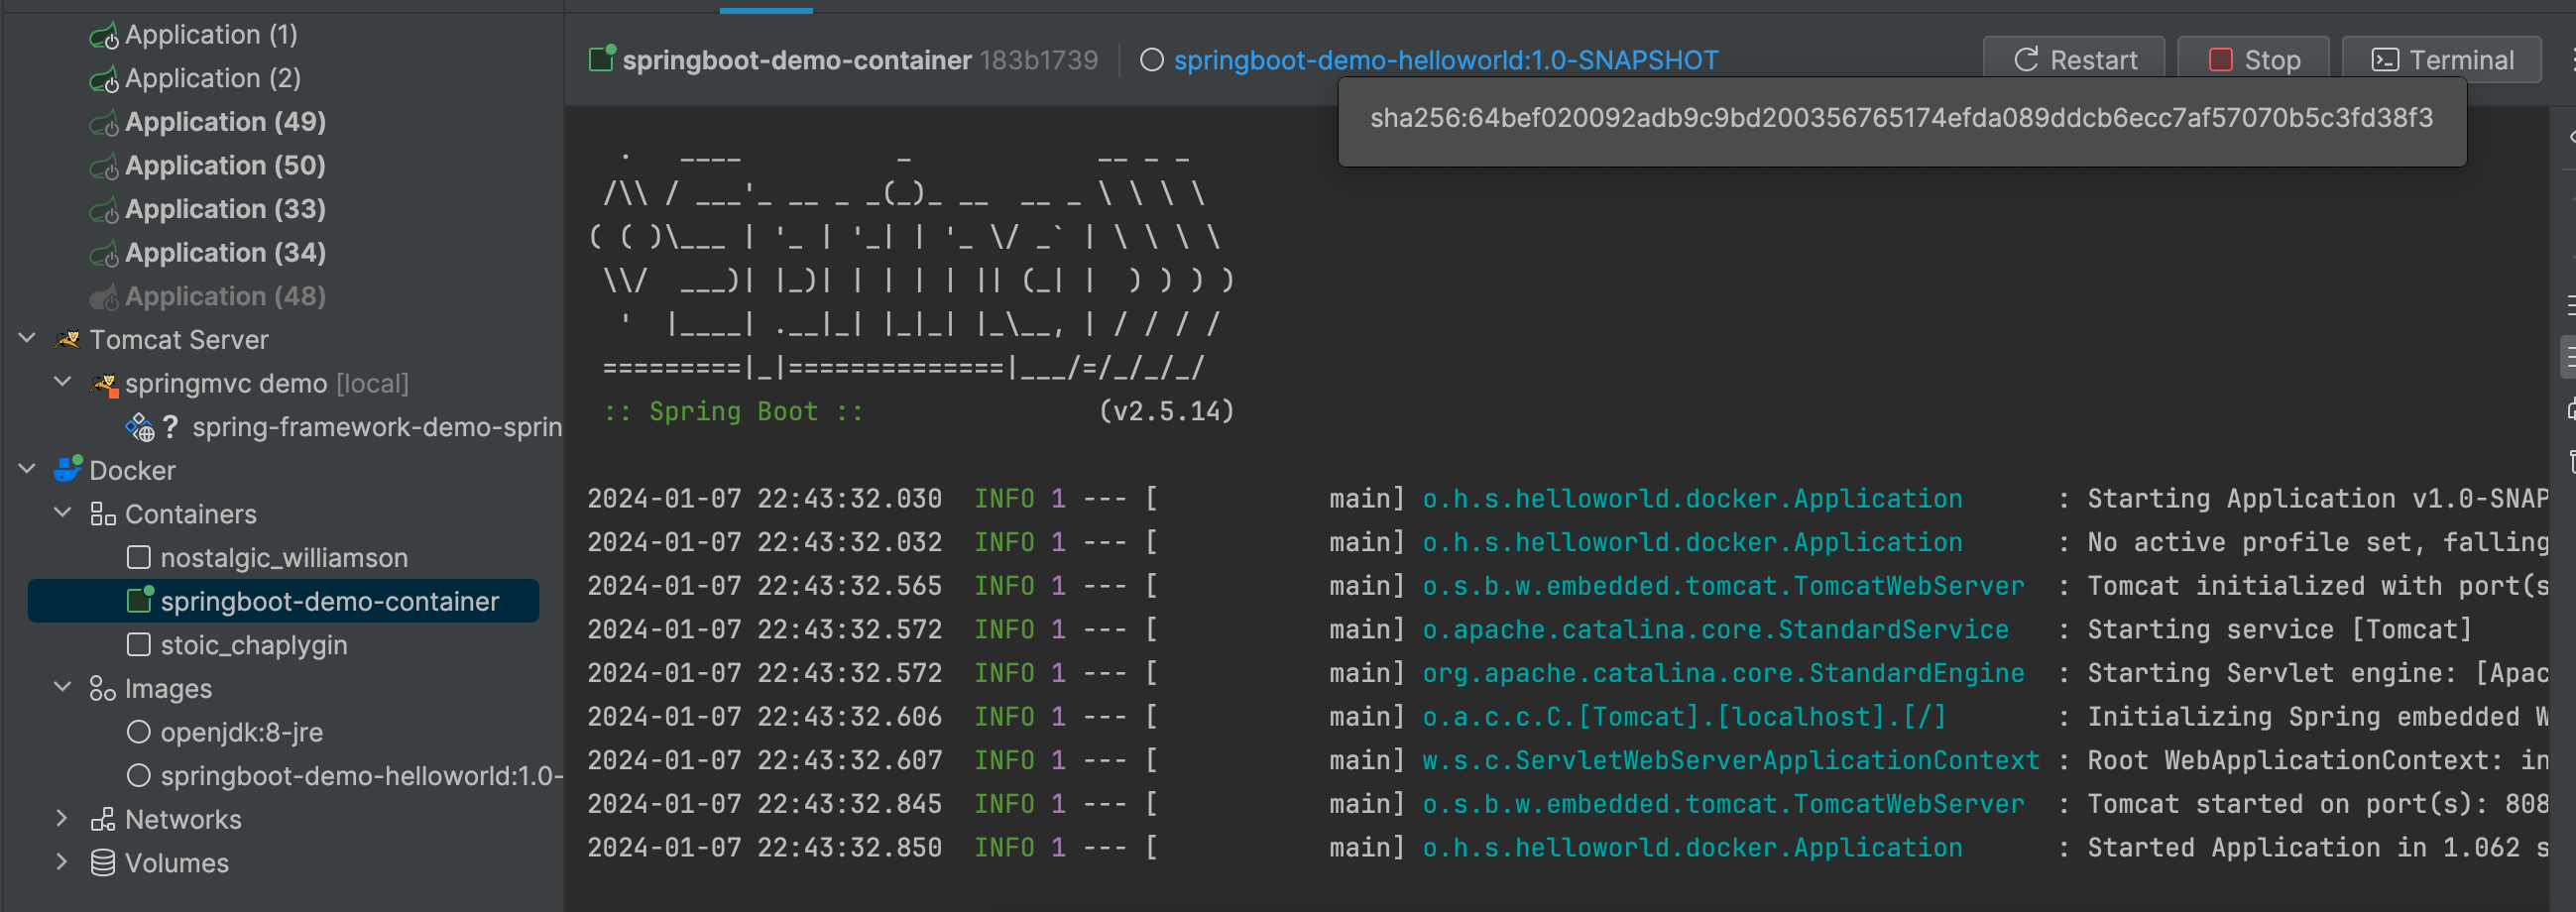 Application (1)
Application (2)
Application (49)
Application (50)
Application (33)
Application (34)
Application (48)
Tomcat Server
springmvc demo [local]
? spring-framework-demo-sprin
Docker
Containers
nostalgic_williamson
springboot-demo-container
stoic_chaplygin
Images
openjdk:8-jre
springboot-demo-helloworld:1.0-
Networks
Volumes
springboot-demo-container 183b1739 springboot-demo-helloworld:1.0-SNAPSHOT Restart Stop Terminal
sha256:64bef020092adb9c9bd200356765174efda089ddcb6ecc7af57070b5c3fd38f3
  .   ____          _            __ _ _
 /\\ / ___'_ __ _ _(_)_ __  __ _ \ \ \ \
( ( )\___ | '_ | '_| | '_ \/ _` | \ \ \ \
 \\/  ___)| |_)| | | | | || (_| |  ) ) ) )
  '  |____| .__|_| |_|_| |_\__, | / / / /
 =========|_|==============|___/=/_/_/_/
 :: Spring Boot ::               (v2.5.14)
2024-01-07 22:43:32.030  INFO 1 --- [           main] o.h.s.helloworld.docker.Application      : Starting Application v1.0-SNAP
2024-01-07 22:43:32.032  INFO 1 --- [           main] o.h.s.helloworld.docker.Application      : No active profile set, falling
2024-01-07 22:43:32.565  INFO 1 --- [           main] o.s.b.w.embedded.tomcat.TomcatWebServer  : Tomcat initialized with port(s
2024-01-07 22:43:32.572  INFO 1 --- [           main] o.apache.catalina.core.StandardService   : Starting service [Tomcat]
2024-01-07 22:43:32.572  INFO 1 --- [           main] org.apache.catalina.core.StandardEngine  : Starting Servlet engine: [Apac
2024-01-07 22:43:32.606  INFO 1 --- [           main] o.a.c.c.C.[Tomcat].[localhost].[/]       : Initializing Spring embedded W
2024-01-07 22:43:32.607  INFO 1 --- [           main] w.s.c.ServletWebServerApplicationContext : Root WebApplicationContext: in
2024-01-07 22:43:32.845  INFO 1 --- [           main] o.s.b.w.embedded.tomcat.TomcatWebServer  : Tomcat started on port(s): 808
2024-01-07 22:43:32.850  INFO 1 --- [           main] o.h.s.helloworld.docker.Application      : Started Application in 1.062 s